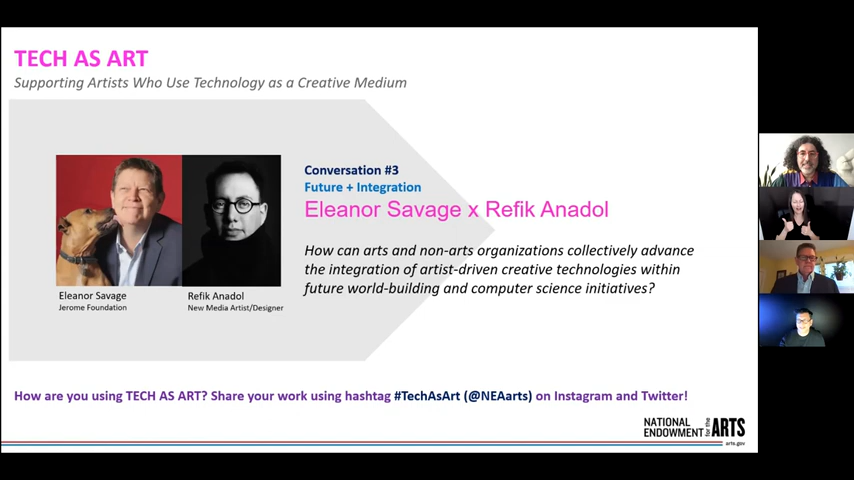 TECH AS ART
Supporting Artists Who Use Technology as a Creative Medium
Conversation #3
Future + Integration
Eleanor Savage x Refik Anadol
How can arts and non-arts organizations collectively advance
the integration of artist-driven creative technologies within
future world-building and computer science initiatives?
Eleanor Savage
Jerome Foundation
Refik Anadol
New Media Artist/Designer
How are you using TECH AS ART? Share your work using hashtag #TechAsArt (@NEAarts) on Instagram and Twitter!
NATIONAL
ENDOWMENT for the ARTS
arts.gov